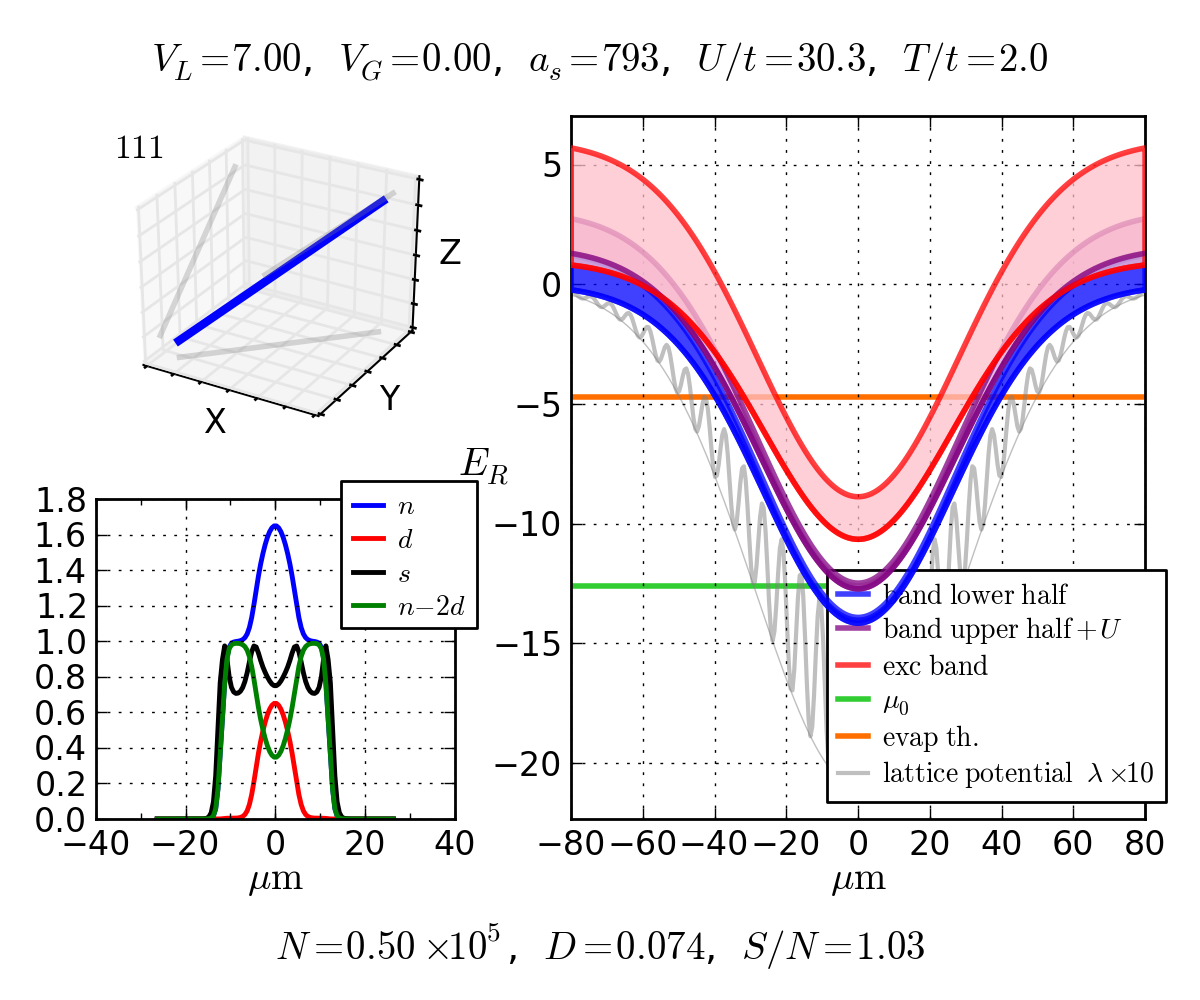 V_L=7.00, V_G=0.00, a_s=793, U/t=30.3, T/t=2.0
111
Z
Y
X
E_R
5
0
−5
−10
−15
−20
band lower half
band upper half+U
exc band
μ_0
evap th.
lattice potential λ×10
−80 −60 −40 −20 0 20 40 60 80
μm
n
d
s
n−2d
1.8
1.6
1.4
1.2
1.0
0.8
0.6
0.4
0.2
0.0
−40 −20 0 20 40
μm
N=0.50×10^5, D=0.074, S/N=1.03